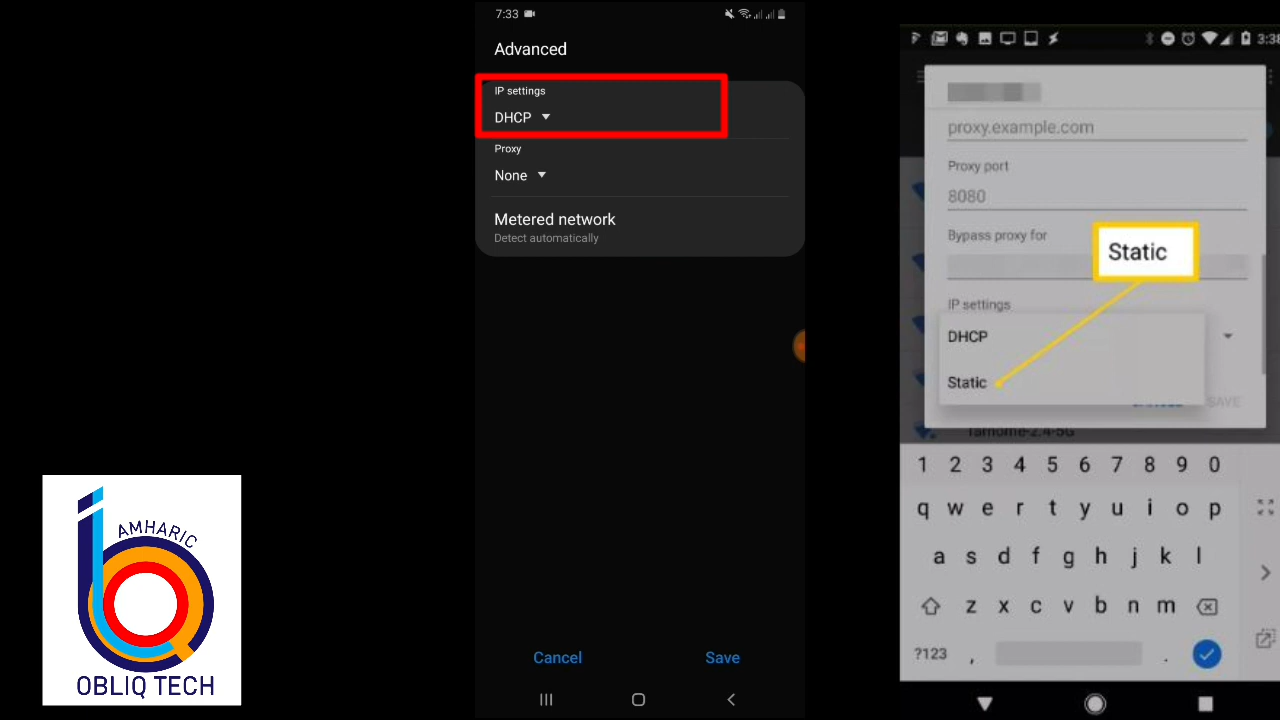 7:33
Advanced
IP settings
DHCP
Proxy
None
Metered network
Detect automatically
Cancel
Save
3:38
proxy.example.com
Proxy port
8080
Bypass proxy for
Static
IP settings
DHCP
Static
SAVE
Tarhome-2.4-5G
1 2 3 4 5 6 7 8 9 0
q w e r t y u i o p
a s d f g h j k l
z x c v b n m
?123 , .
AMHARIC
OBLIQ TECH